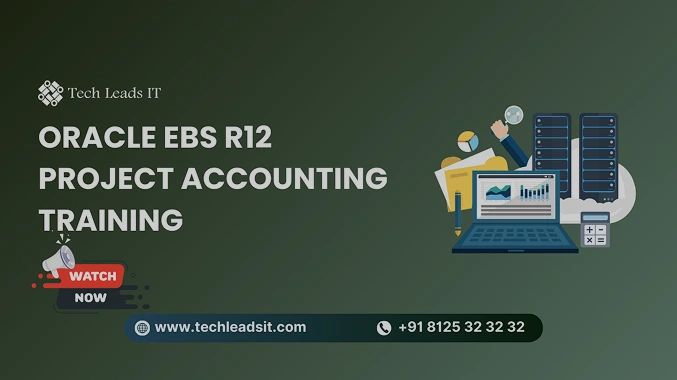 Tech Leads IT
ORACLE EBS R12
PROJECT ACCOUNTING
TRAINING
WATCH
NOW
www.techleadsit.com
+91 8125 32 32 32